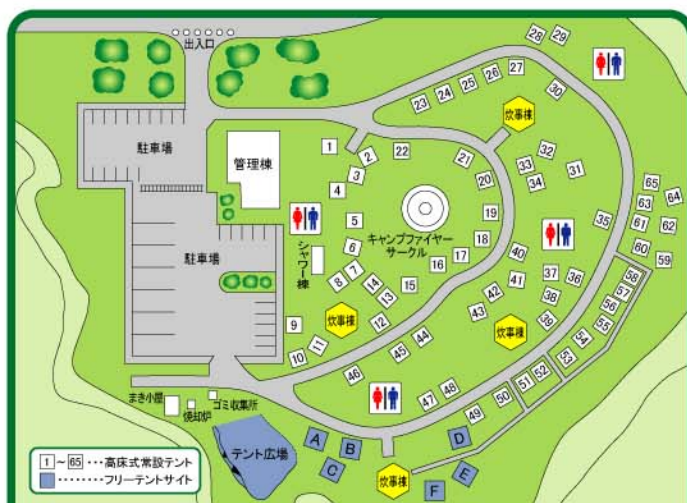 出入口
28 29
27
26
25
24
23
30
炊事棟
駐車場
管理棟
1
2
22
21
3
4
20
33
32
34
31
65
63
64
19
5
キャンプファイヤー
サークル
18
35
61
62
シャワー棟
6
17
16
40
60
59
駐車場
8
7
14
13
15
41
37
36
58
57
42
38
56
55
9
炊事棟
12
43
炊事棟
39
54
10
11
45
44
53
46
52
51
まき小屋
焼却炉
ゴミ収集所
47
48
50
49
1～65・・・高床式常設テント
・・・・・・・・フリーテントサイト
テント広場
A
B
C
D
E
F
炊事棟